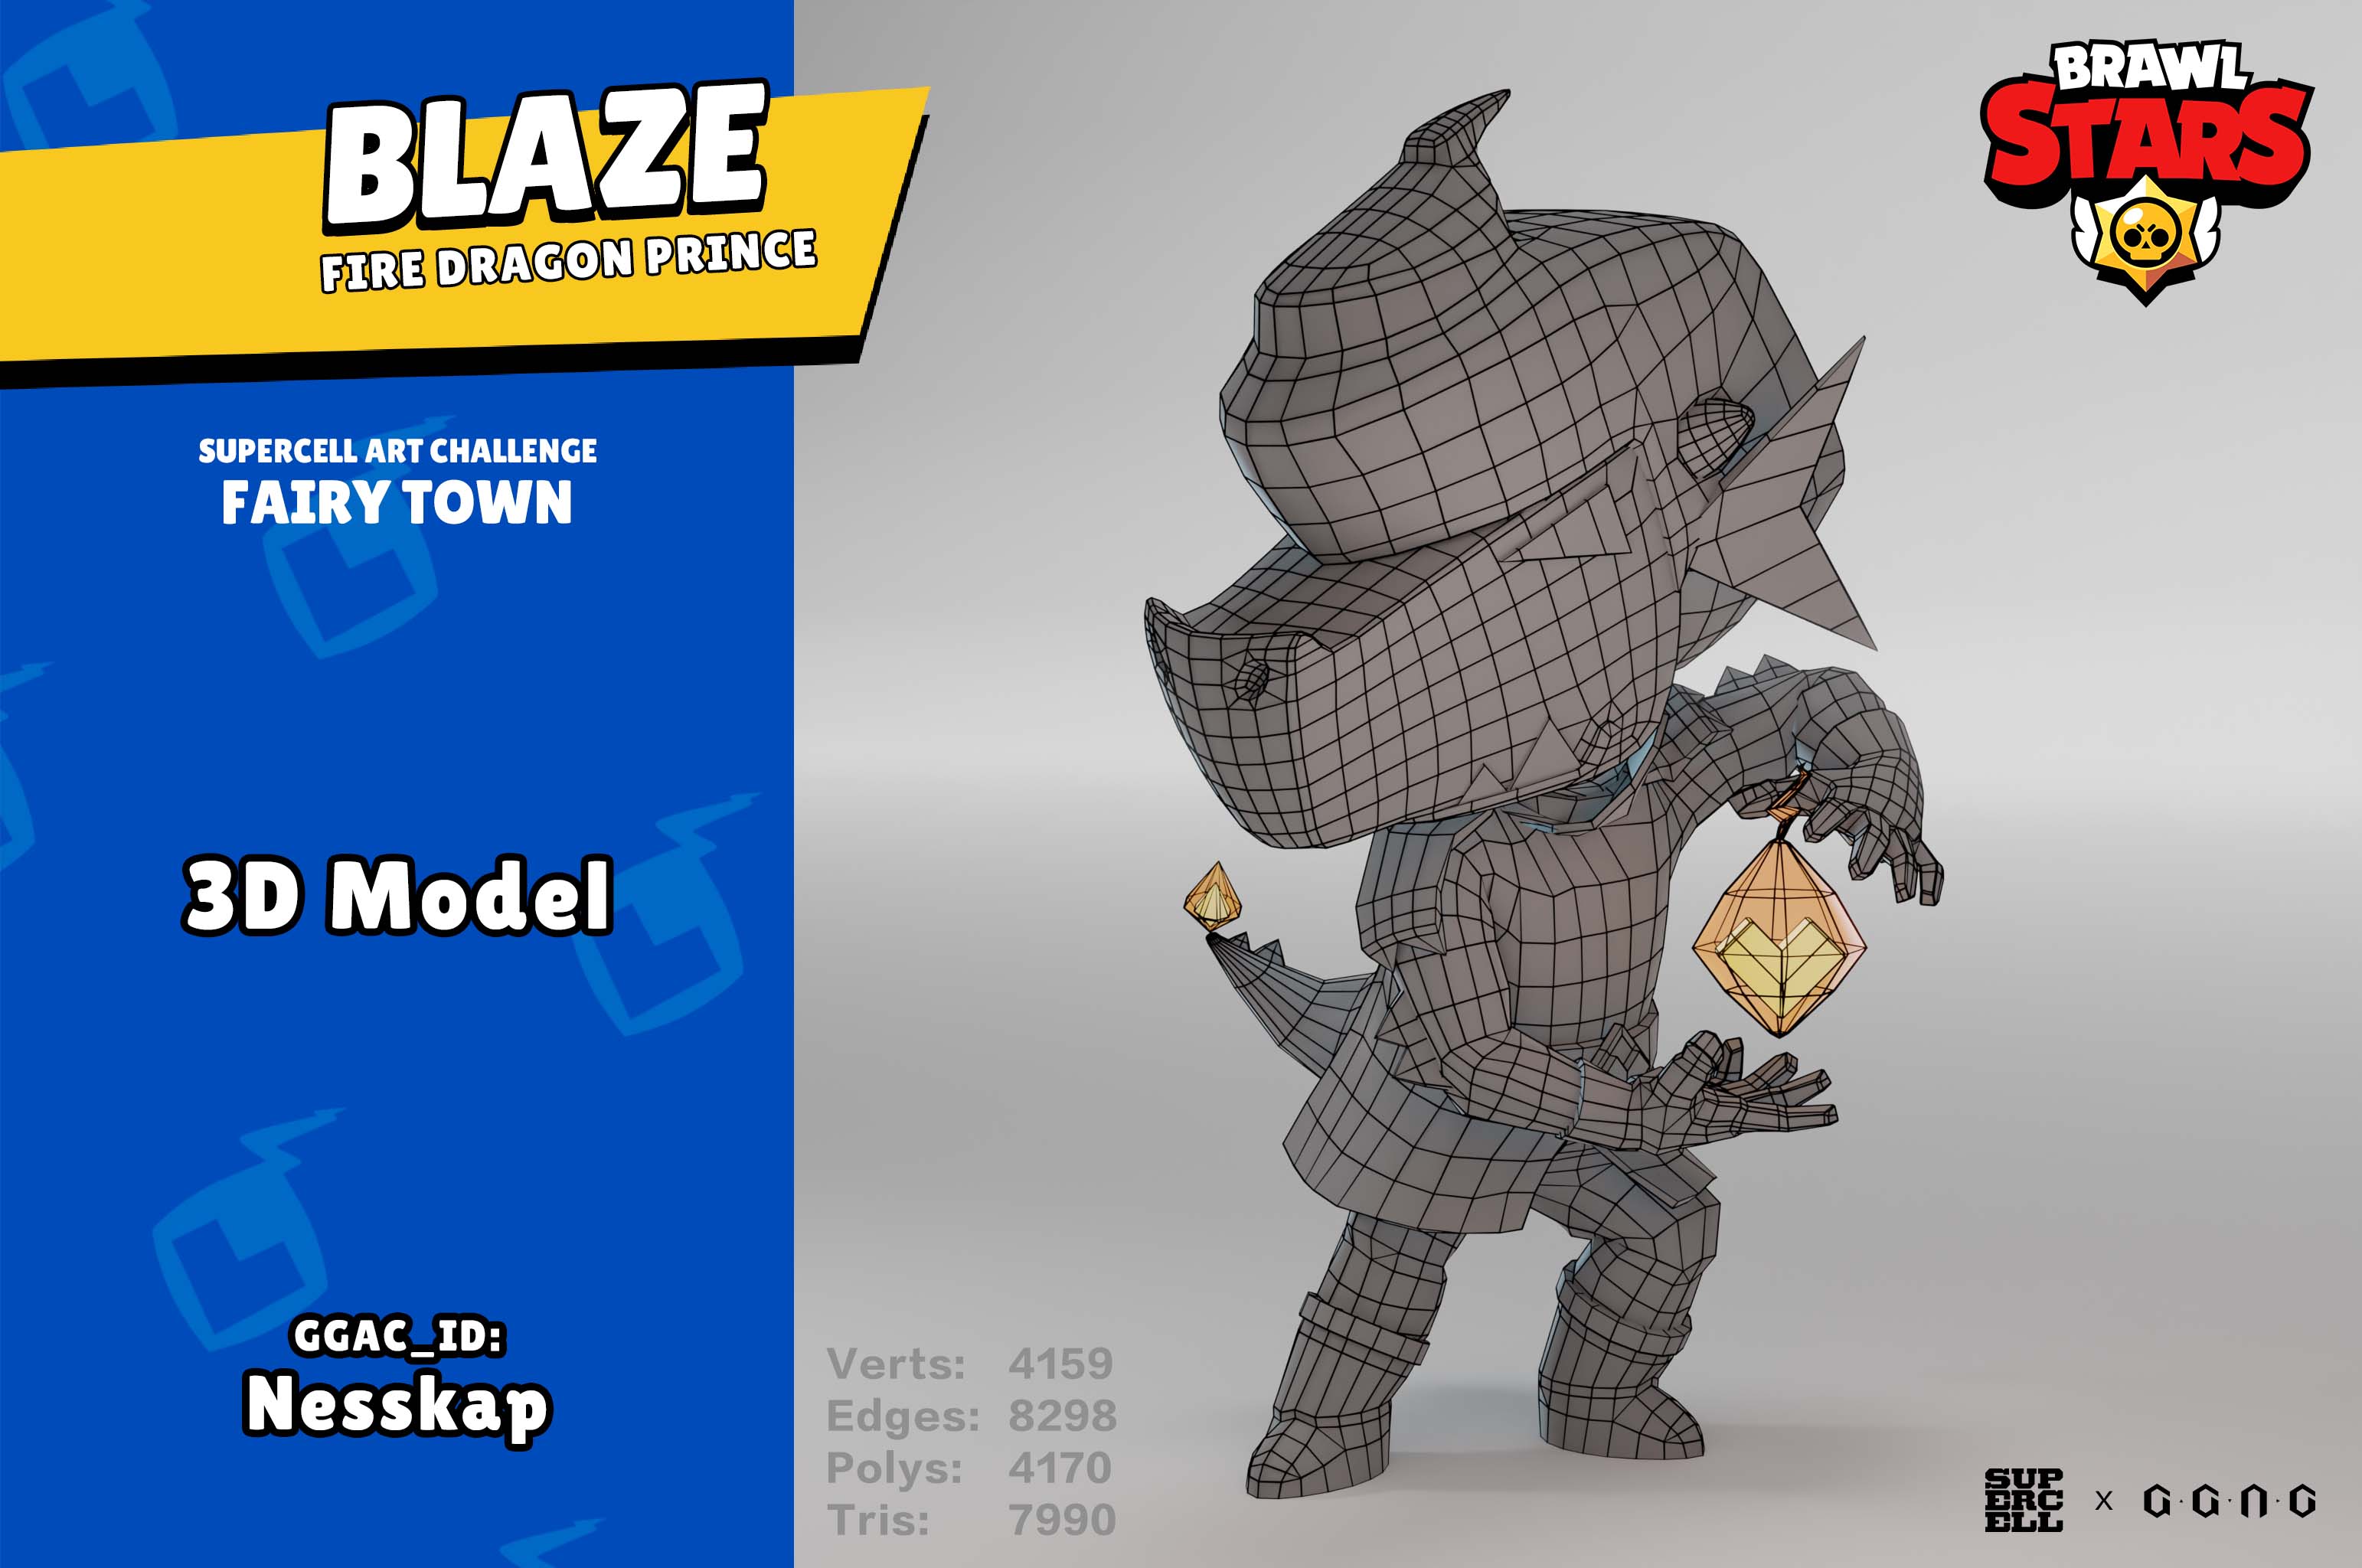 BLAZE
FIRE DRAGON PRINCE
SUPERCELL ART CHALLENGE
FAIRY TOWN
3D Model
GGAC_ID:
Nesskap
BRAWL
STARS
Verts: 4159
Edges: 8298
Polys: 4170
Tris: 7990
SUP
ERC
ELL
X
G·G·A·C